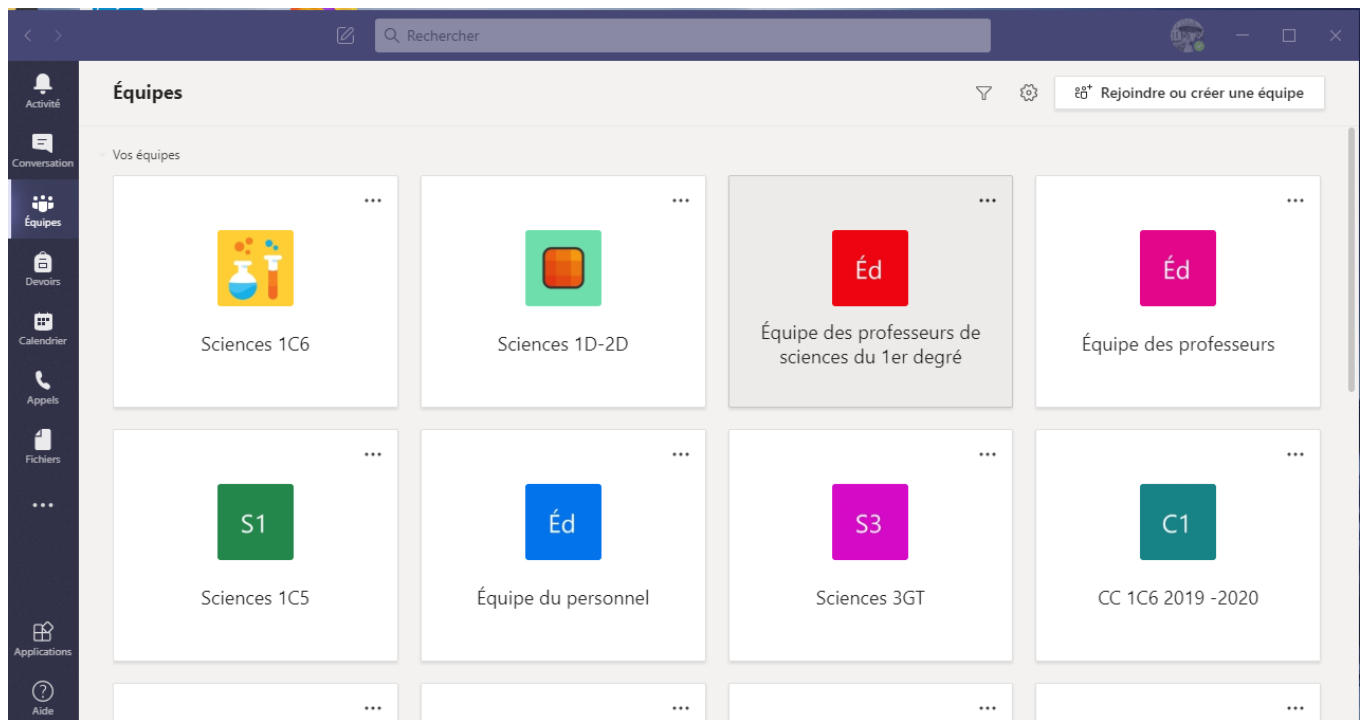 Rechercher
Activité
Conversation
Équipes
Devoirs
Calendrier
Appels
Fichiers
Applications
Aide
Équipes
Rejoindre ou créer une équipe
Vos équipes
Sciences 1C6
Sciences 1D-2D
Éd
Équipe des professeurs de
sciences du 1er degré
Éd
Équipe des professeurs
S1
Sciences 1C5
Éd
Équipe du personnel
S3
Sciences 3GT
C1
CC 1C6 2019 -2020